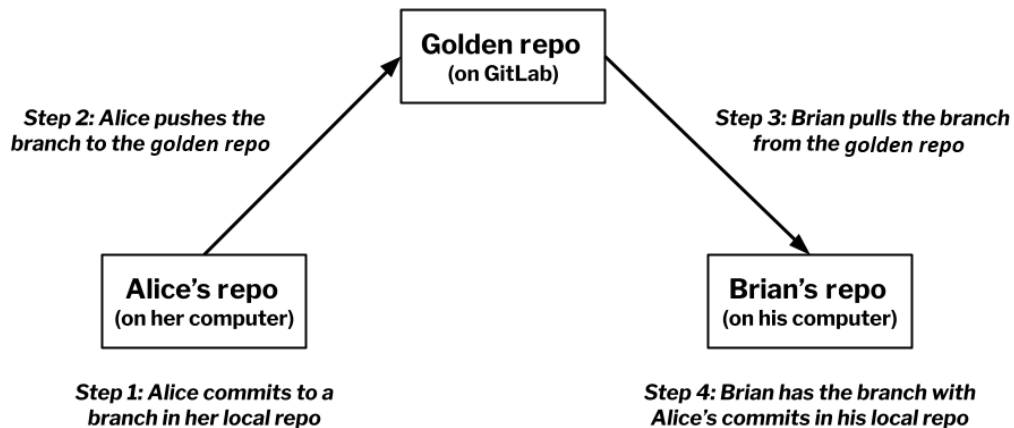 Golden repo
(on GitLab)
Step 2: Alice pushes the
branch to the golden repo
Step 3: Brian pulls the branch
from the golden repo
Alice's repo
(on her computer)
Brian's repo
(on his computer)
Step 1: Alice commits to a
branch in her local repo
Step 4: Brian has the branch with
Alice's commits in his local repo